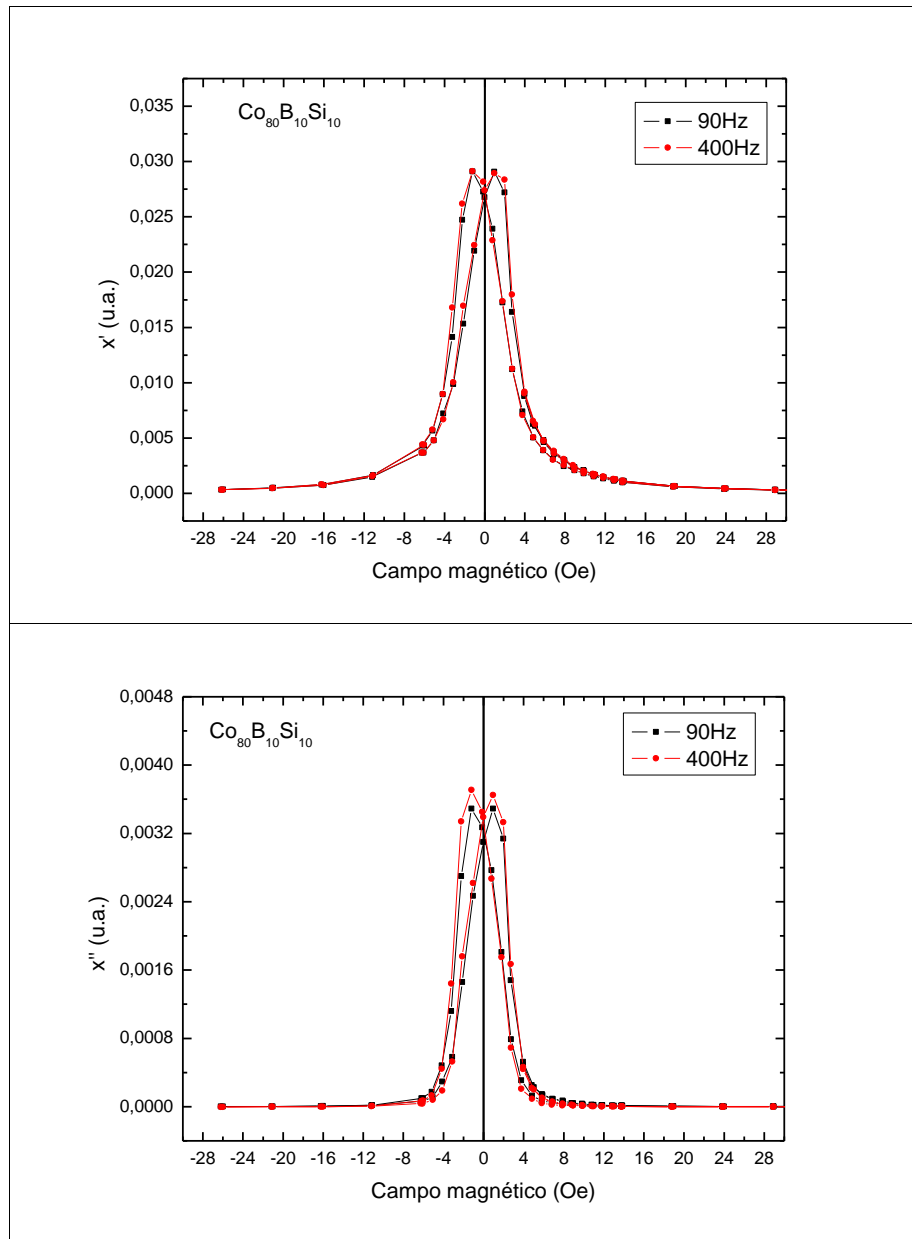 0,035
0,030
0,025
0,020
0,015
0,010
0,005
0,000
x' (u.a.)
Co80B10Si10
90Hz
400Hz
-28 -24 -20 -16 -12 -8 -4 0 4 8 12 16 20 24 28
Campo magnético (Oe)
0,0048
0,0040
0,0032
0,0024
0,0016
0,0008
0,0000
x'' (u.a.)
Co80B10Si10
90Hz
400Hz
-28 -24 -20 -16 -12 -8 -4 0 4 8 12 16 20 24 28
Campo magnético (Oe)